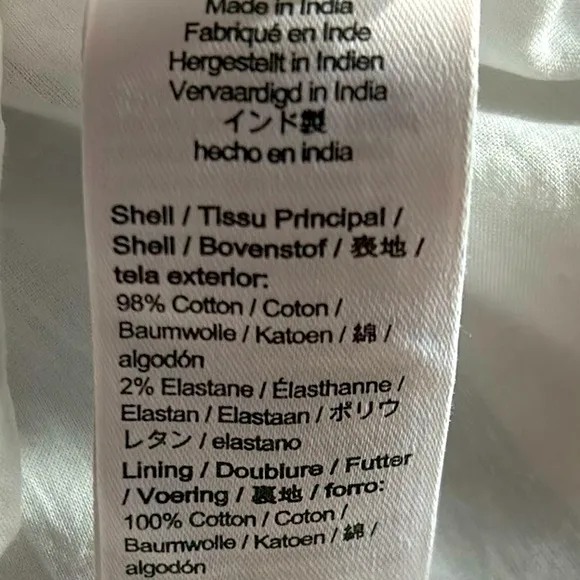 Made in India
Fabriqué en Inde
Hergestellt in Indien
Vervaardigd in India
インド製
hecho en india
Shell / Tissu Principal /
Shell / Bovenstof / 表地 /
tela exterior:
98% Cotton / Coton /
Baumwolle / Katoen / 綿 /
algodón
2% Elastane / Élasthanne /
Elastan / Elastaan / ポリウ
レタン / elastano
Lining / Doublure / Futter
/ Voering / 裏地 / forro:
100% Cotton / Coton /
Baumwolle / Katoen / 綿 /
algodón